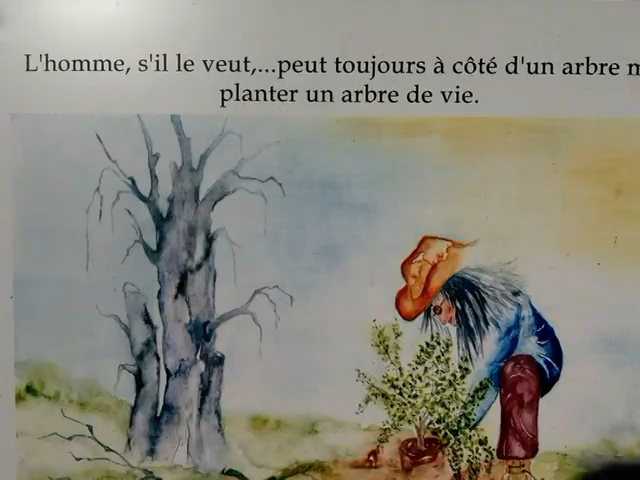 L'homme, s'il le veut,...peut toujours à côté d'un arbre
planter un arbre de vie.